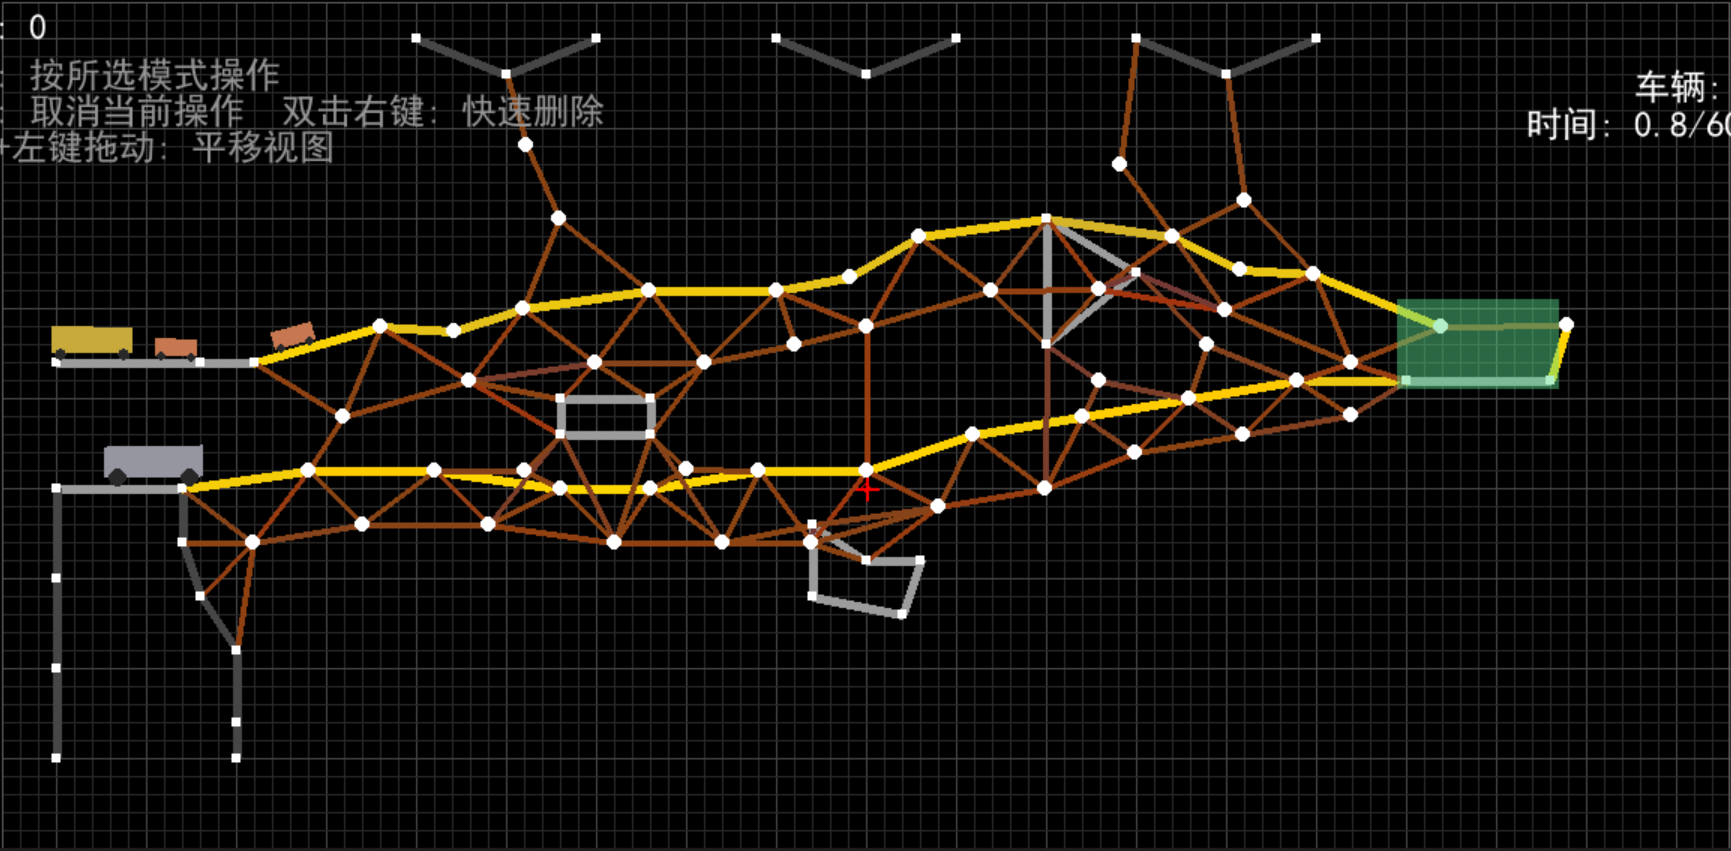 : 0
: 按所选模式操作
: 取消当前操作 双击右键: 快速删除
+左键拖动: 平移视图
车辆:
时间: 0.8/60